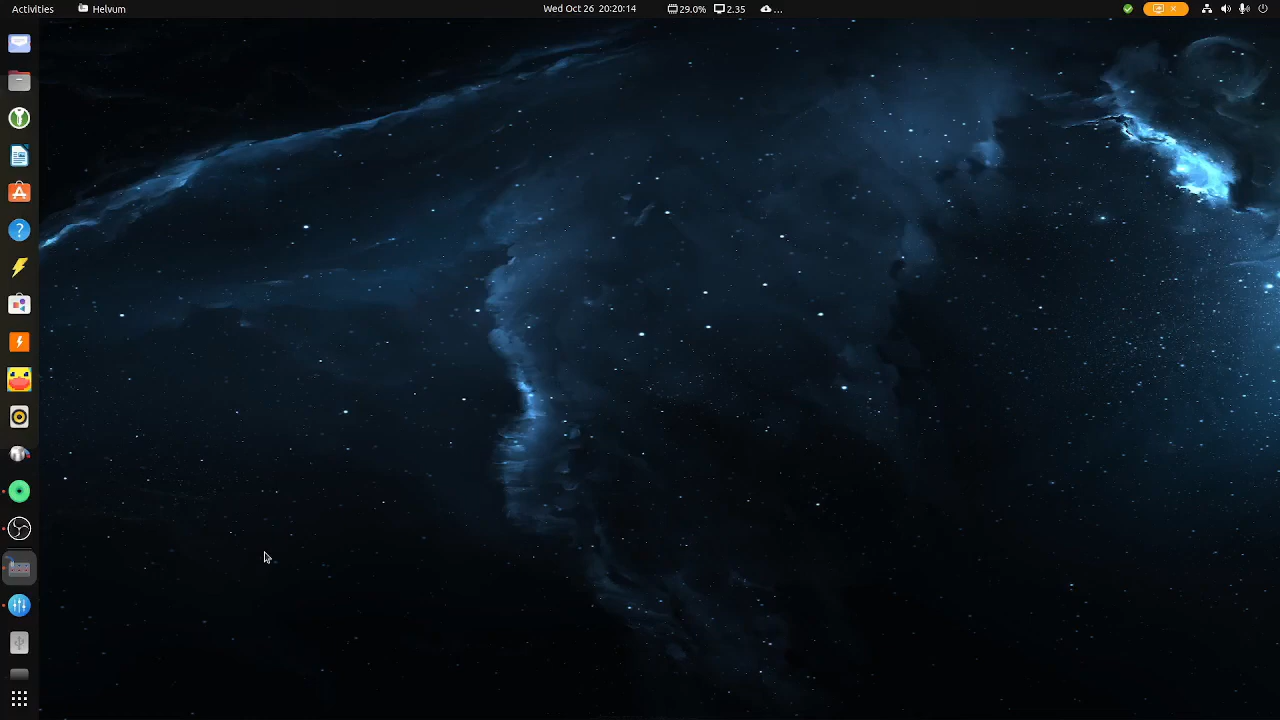 Activities
Helvum
Wed Oct 26 20:20:14
29.0%
2.35
...